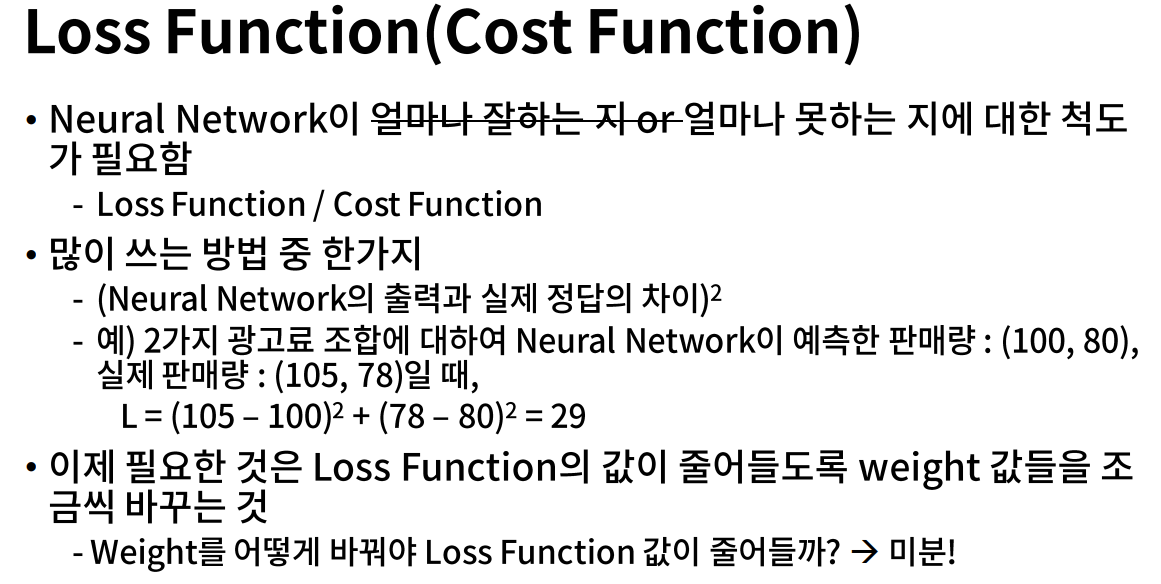 Loss Function(Cost Function)
• Neural Network이 얼마나 잘하는 지 or 얼마나 못하는 지에 대한 척도
가 필요함
- Loss Function / Cost Function
• 많이 쓰는 방법 중 한가지
- (Neural Network의 출력과 실제 정답의 차이)²
- 예) 2가지 광고료 조합에 대하여 Neural Network이 예측한 판매량 : (100, 80),
실제 판매량 : (105, 78)일 때,
L = (105 – 100)² + (78 – 80)² = 29
• 이제 필요한 것은 Loss Function의 값이 줄어들도록 weight 값들을 조
금씩 바꾸는 것
- Weight를 어떻게 바꿔야 Loss Function 값이 줄어들까? → 미분!